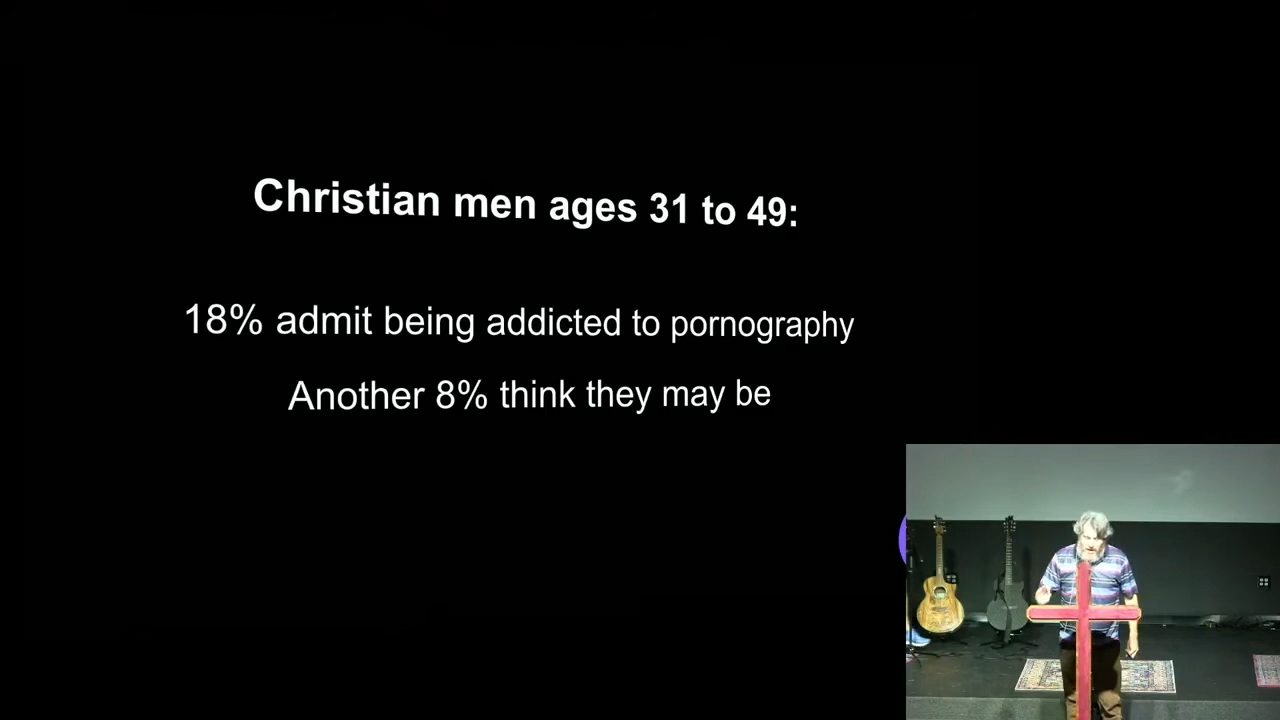 Christian men ages 31 to 49:
18% admit being addicted to pornography
Another 8% think they may be